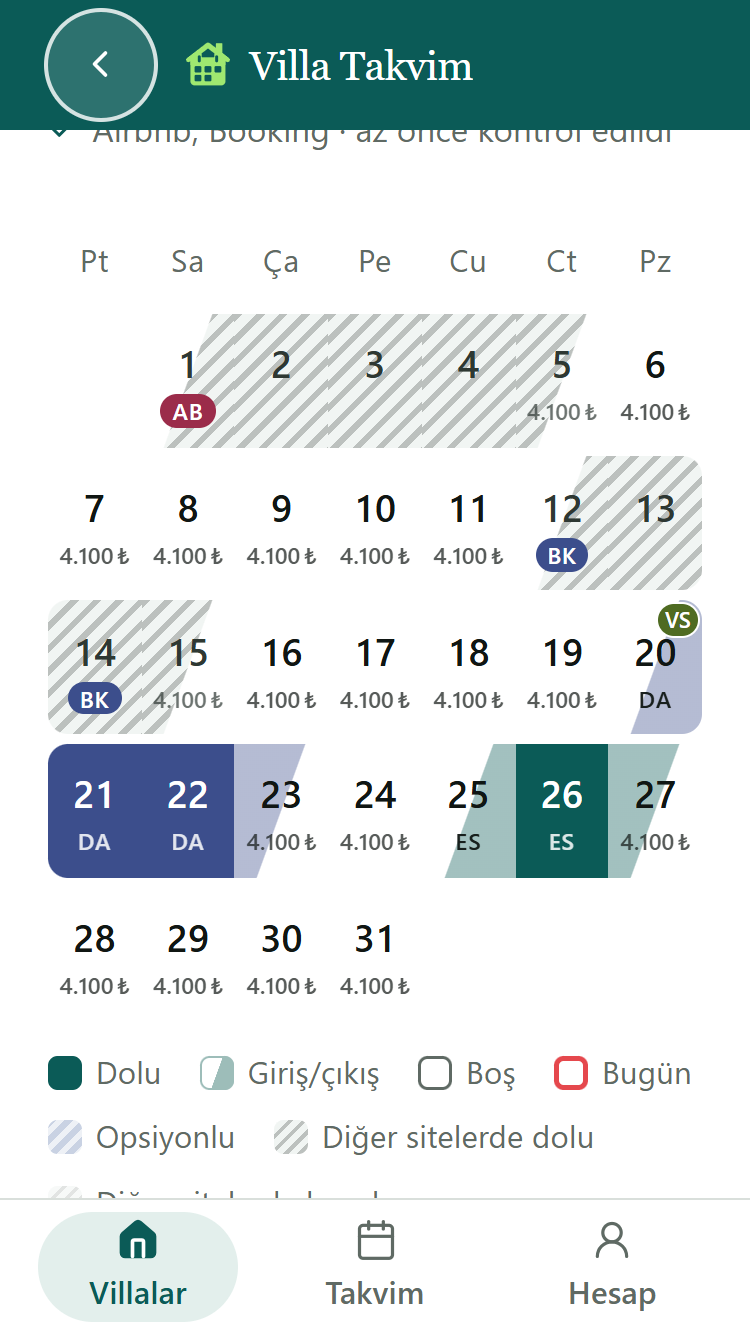 Villa Takvim
Airbnb, Booking · az önce kontrol edildi
Pt Sa Ça Pe Cu Ct Pz
1 2 3 4 5 6
AB 4.100 ₺ 4.100 ₺
7 8 9 10 11 12 13
4.100 ₺ 4.100 ₺ 4.100 ₺ 4.100 ₺ 4.100 ₺ BK
VS
14 15 16 17 18 19 20
BK 4.100 ₺ 4.100 ₺ 4.100 ₺ 4.100 ₺ 4.100 ₺ DA
21 22 23 24 25 26 27
DA DA 4.100 ₺ 4.100 ₺ ES ES 4.100 ₺
28 29 30 31
4.100 ₺ 4.100 ₺ 4.100 ₺ 4.100 ₺
Dolu Giriş/çıkış Boş Bugün
Opsiyonlu Diğer sitelerde dolu
Villalar Takvim Hesap